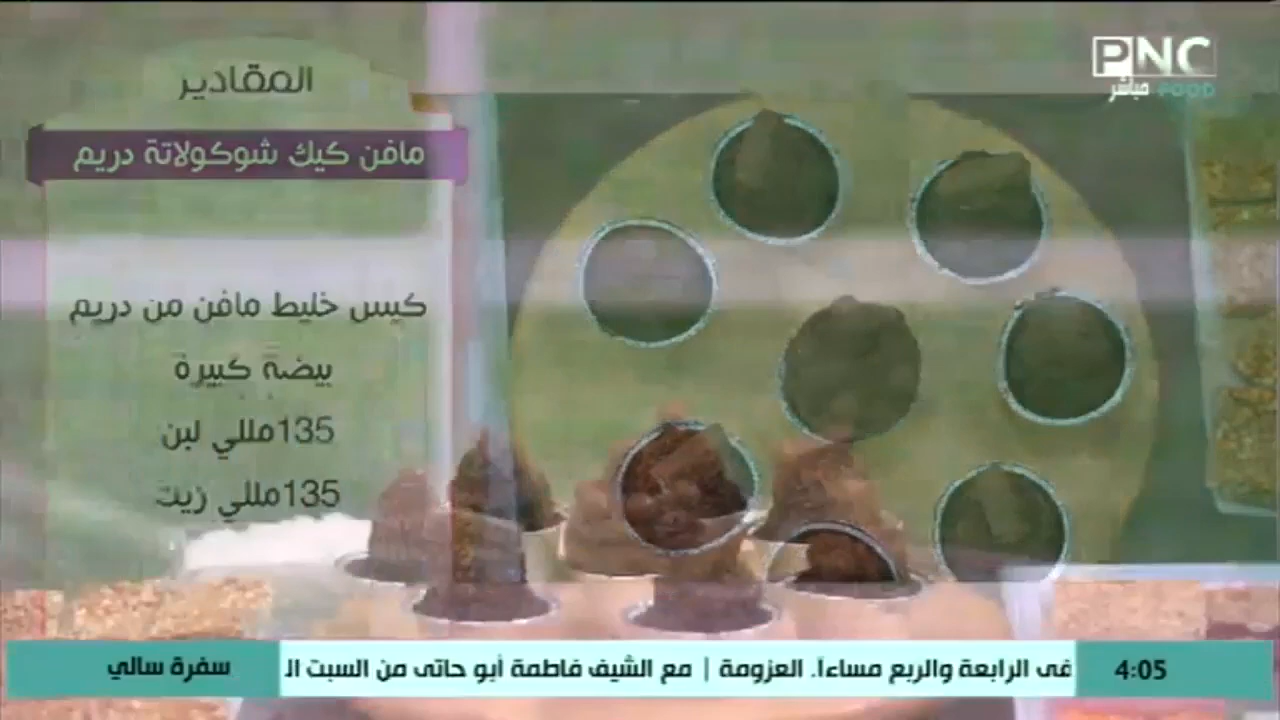 PNC
مباشر FOOD
المقادير
مافن كيك شوكولاتة دريم
كيس خليط مافن من دريم
بيضة كبيرة
135مللي لبن
135مللي زيت
4:05
فى الرابعة والربع مساءاً. العزومة | مع الشيف فاطمة أبو حاتى من السبت الـ
سفرة سالي